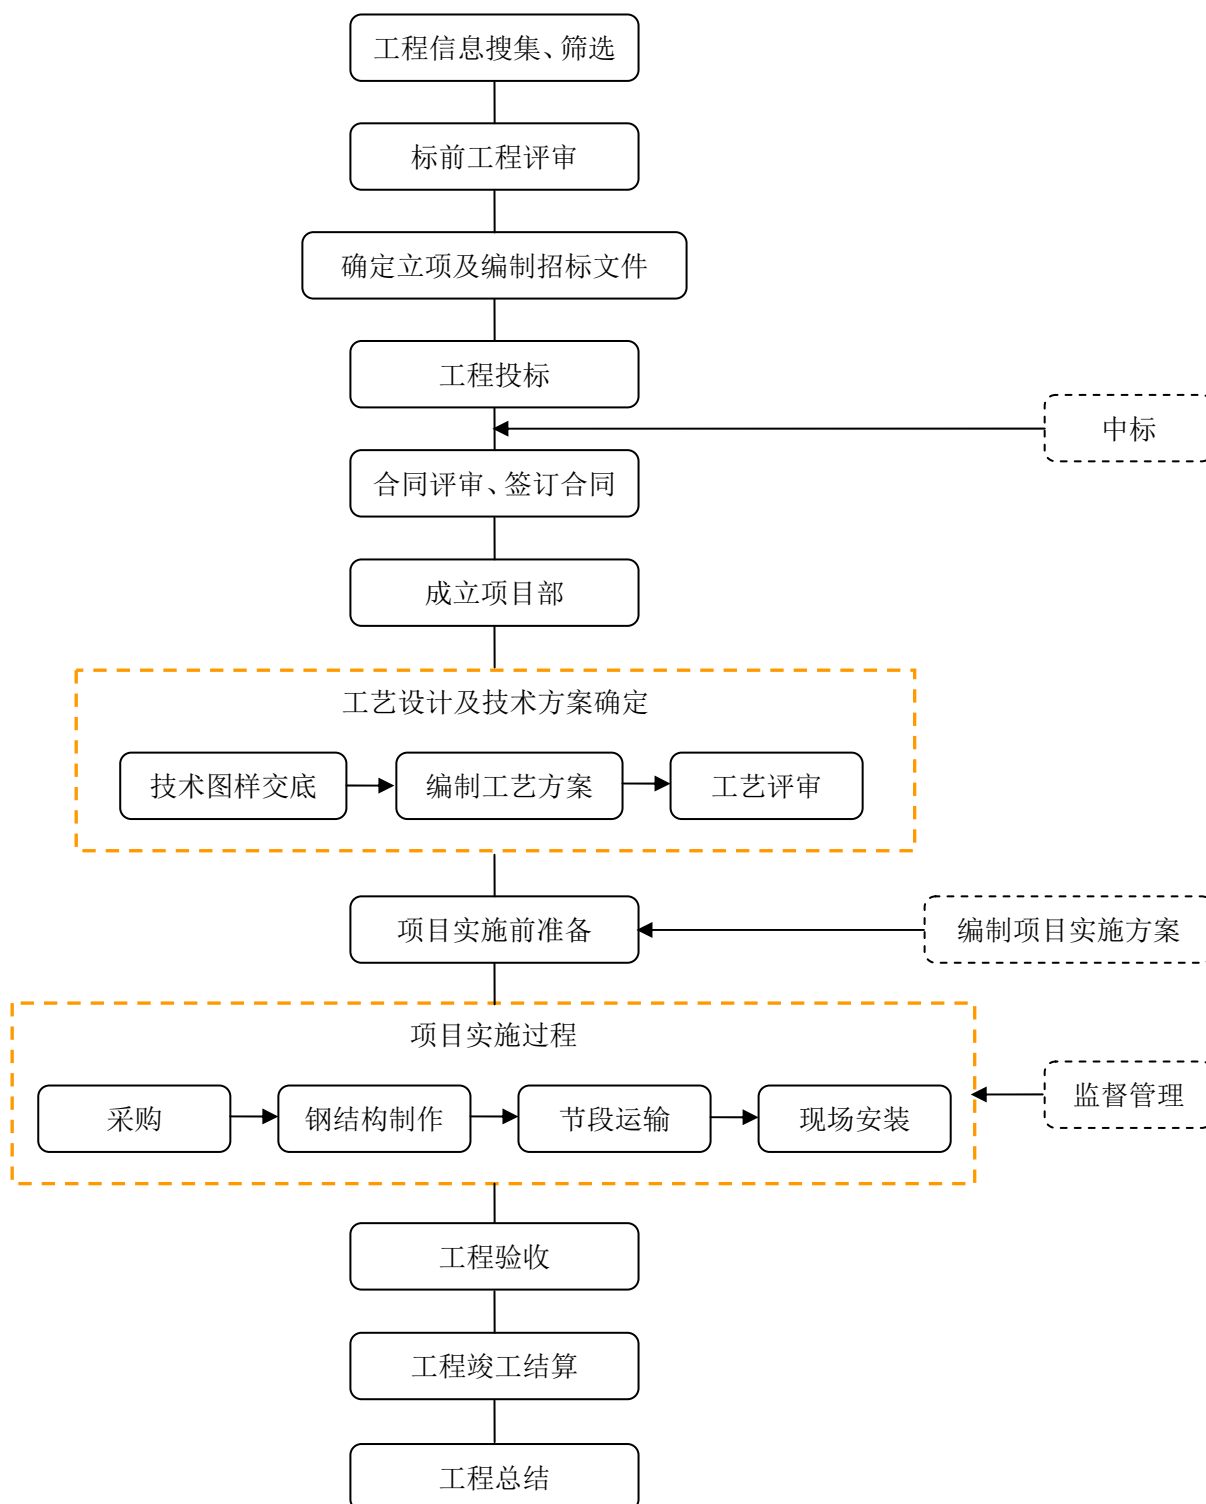 工程信息搜集、筛选
标前工程评审
确定立项及编制招标文件
工程投标
中标
合同评审、签订合同
成立项目部
工艺设计及技术方案确定
技术图样交底
编制工艺方案
工艺评审
项目实施前准备
编制项目实施方案
项目实施过程
采购
钢结构制作
节段运输
现场安装
监督管理
工程验收
工程竣工结算
工程总结